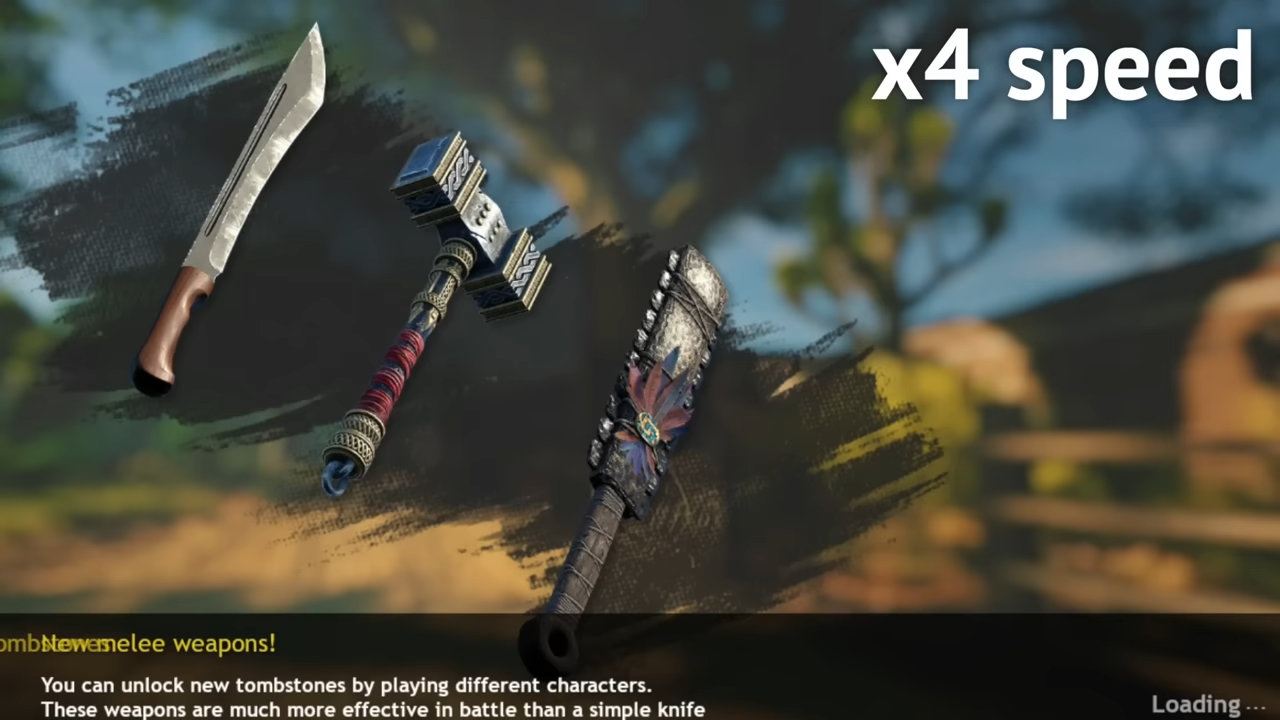 x4 speed
New melee weapons!
You can unlock new tombstones by playing different characters.
These weapons are much more effective in battle than a simple knife
Loading ...